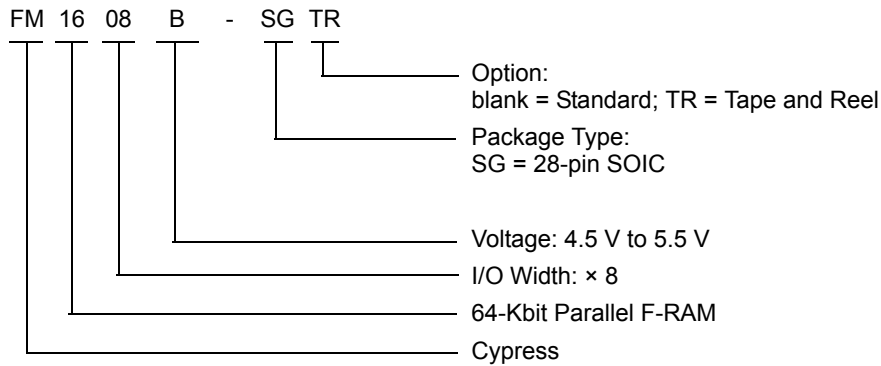 FM 16 08 B - SG TR
Option:
blank = Standard; TR = Tape and Reel
Package Type:
SG = 28-pin SOIC
Voltage: 4.5 V to 5.5 V
I/O Width: × 8
64-Kbit Parallel F-RAM
Cypress